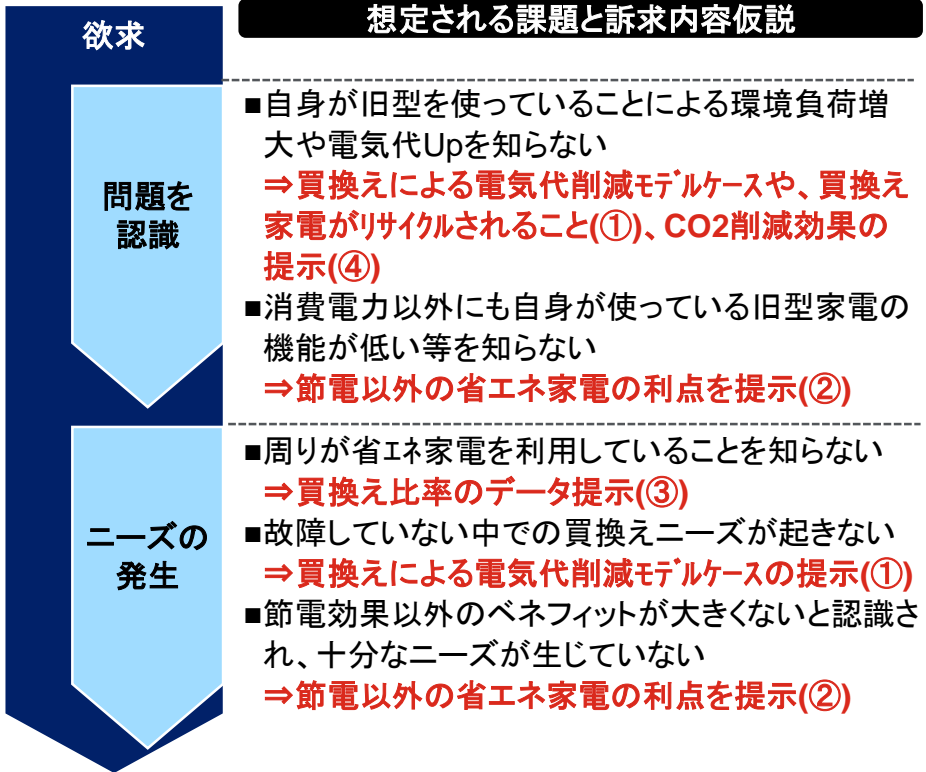 欲求
想定される課題と訴求内容仮説
問題を
認識
■自身が旧型を使っていることによる環境負荷増
大や電気代Upを知らない
⇒買換えによる電気代削減ﾓﾃﾞﾙｹｰｽや、買換え
家電がﾘｻｲｸﾙされること(①)、CO2削減効果の
提示(④)
■消費電力以外にも自身が使っている旧型家電の
機能が低い等を知らない
⇒節電以外の省エネ家電の利点を提示(②)
ニーズの
発生
■周りが省ｴﾈ家電を利用していることを知らない
⇒買換え比率のデータ提示(③)
■故障していない中での買換えニーズが起きない
⇒買換えによる電気代削減ﾓﾃﾞﾙｹｰｽの提示(①)
■節電効果以外のベネフィットが大きくないと認識さ
れ、十分なニーズが生じていない
⇒節電以外の省エネ家電の利点を提示(②)